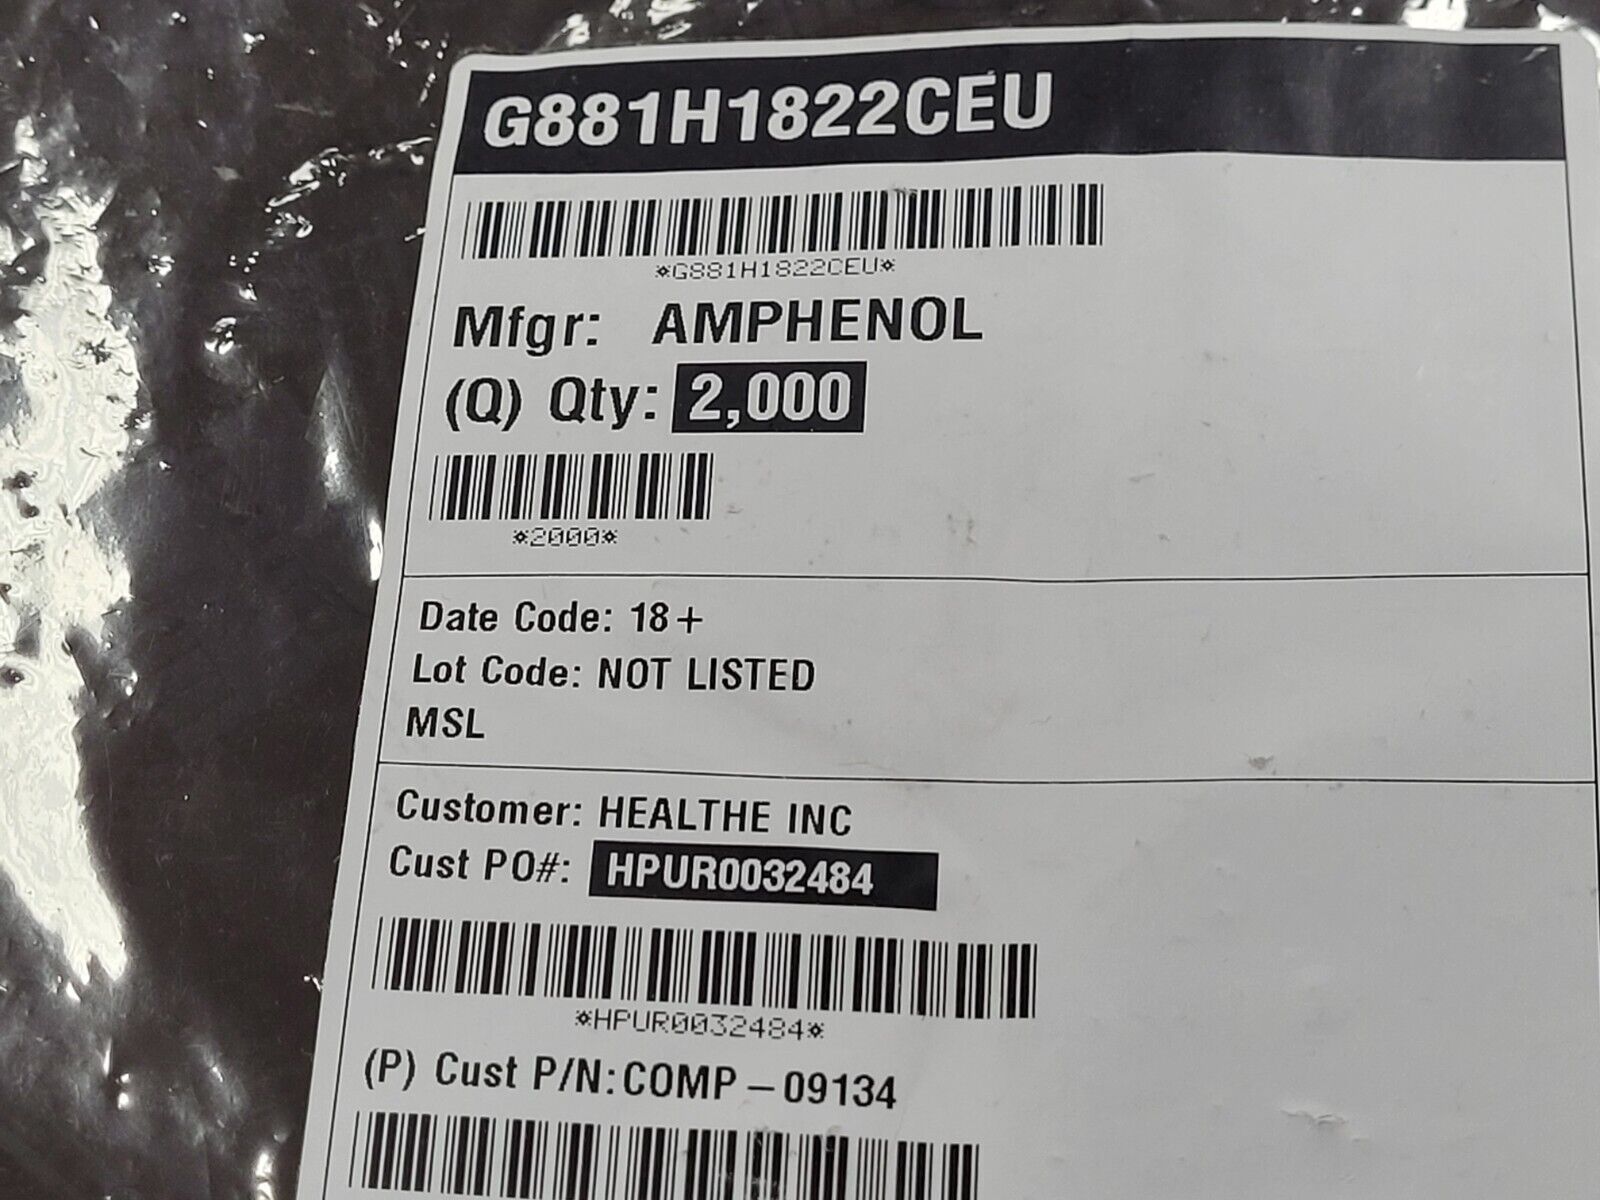 G881H1822CEU
*G881H1822CEU*
Mfgr: AMPHENOL
(Q) Qty: 2,000
*2000*
Date Code: 18+
Lot Code: NOT LISTED
MSL
Customer: HEALTHE INC
Cust PO#: HPUR0032484
*HPUR0032484*
(P) Cust P/N:COMP-09134